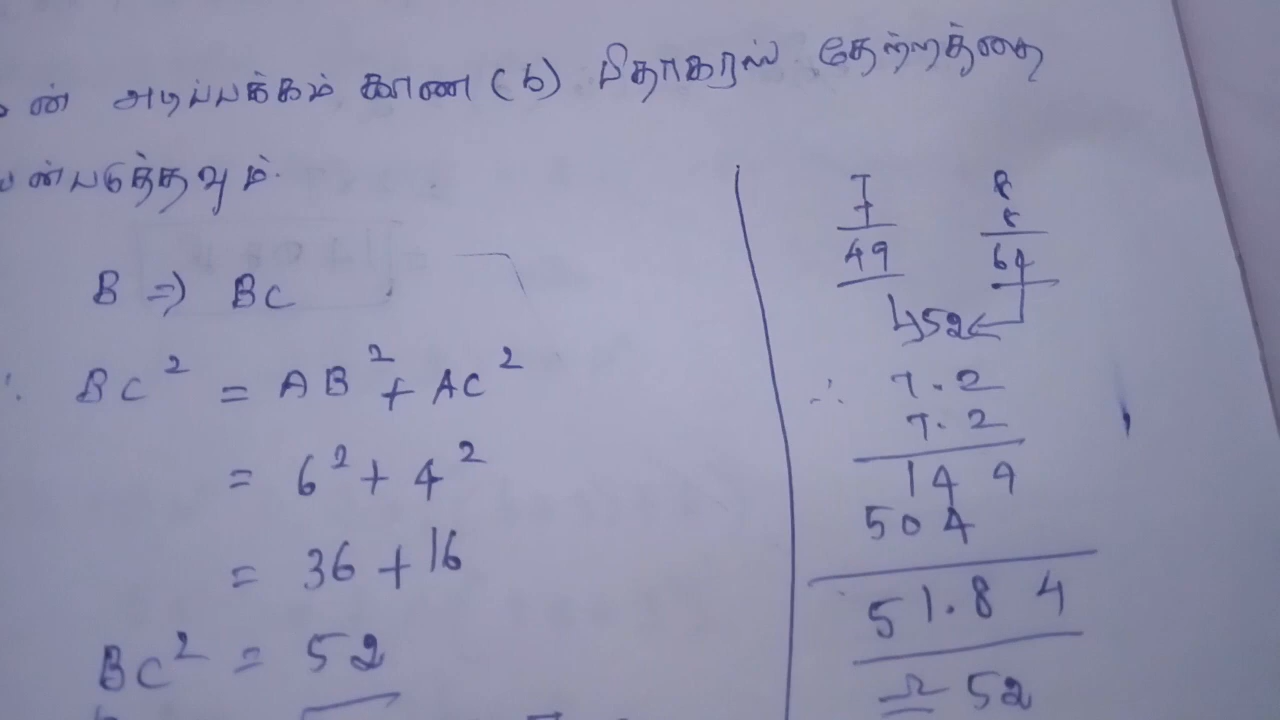 ன் அடிப்பக்கம் காண (b) பிதாகரஸ் தேற்றத்தை
ன்படுத்தவும்.
B => BC
BC² = AB² + AC²
= 6² + 4²
= 36 + 16
BC² = 52
7
7
49
8
8
64
52
∴ 7.2
7.2
144
504
51.84
≈ 52